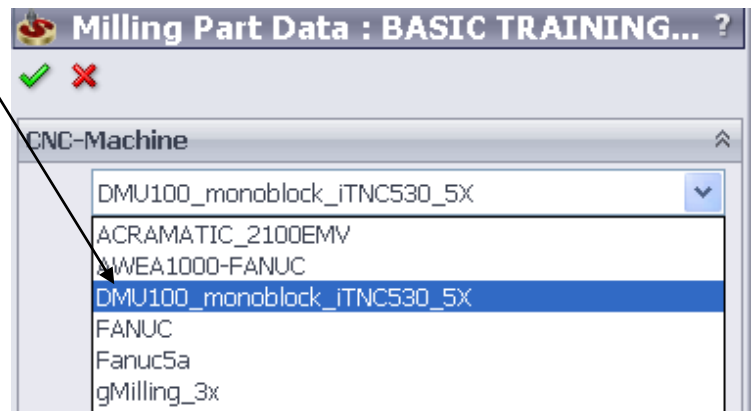 Milling Part Data : BASIC TRAINING... ?
CNC-Machine
DMU100_monoblock_iTNC530_5X
ACRAMATIC_2100EMV
AWEA1000-FANUC
DMU100_monoblock_iTNC530_5X
FANUC
Fanuc5a
gMilling_3x